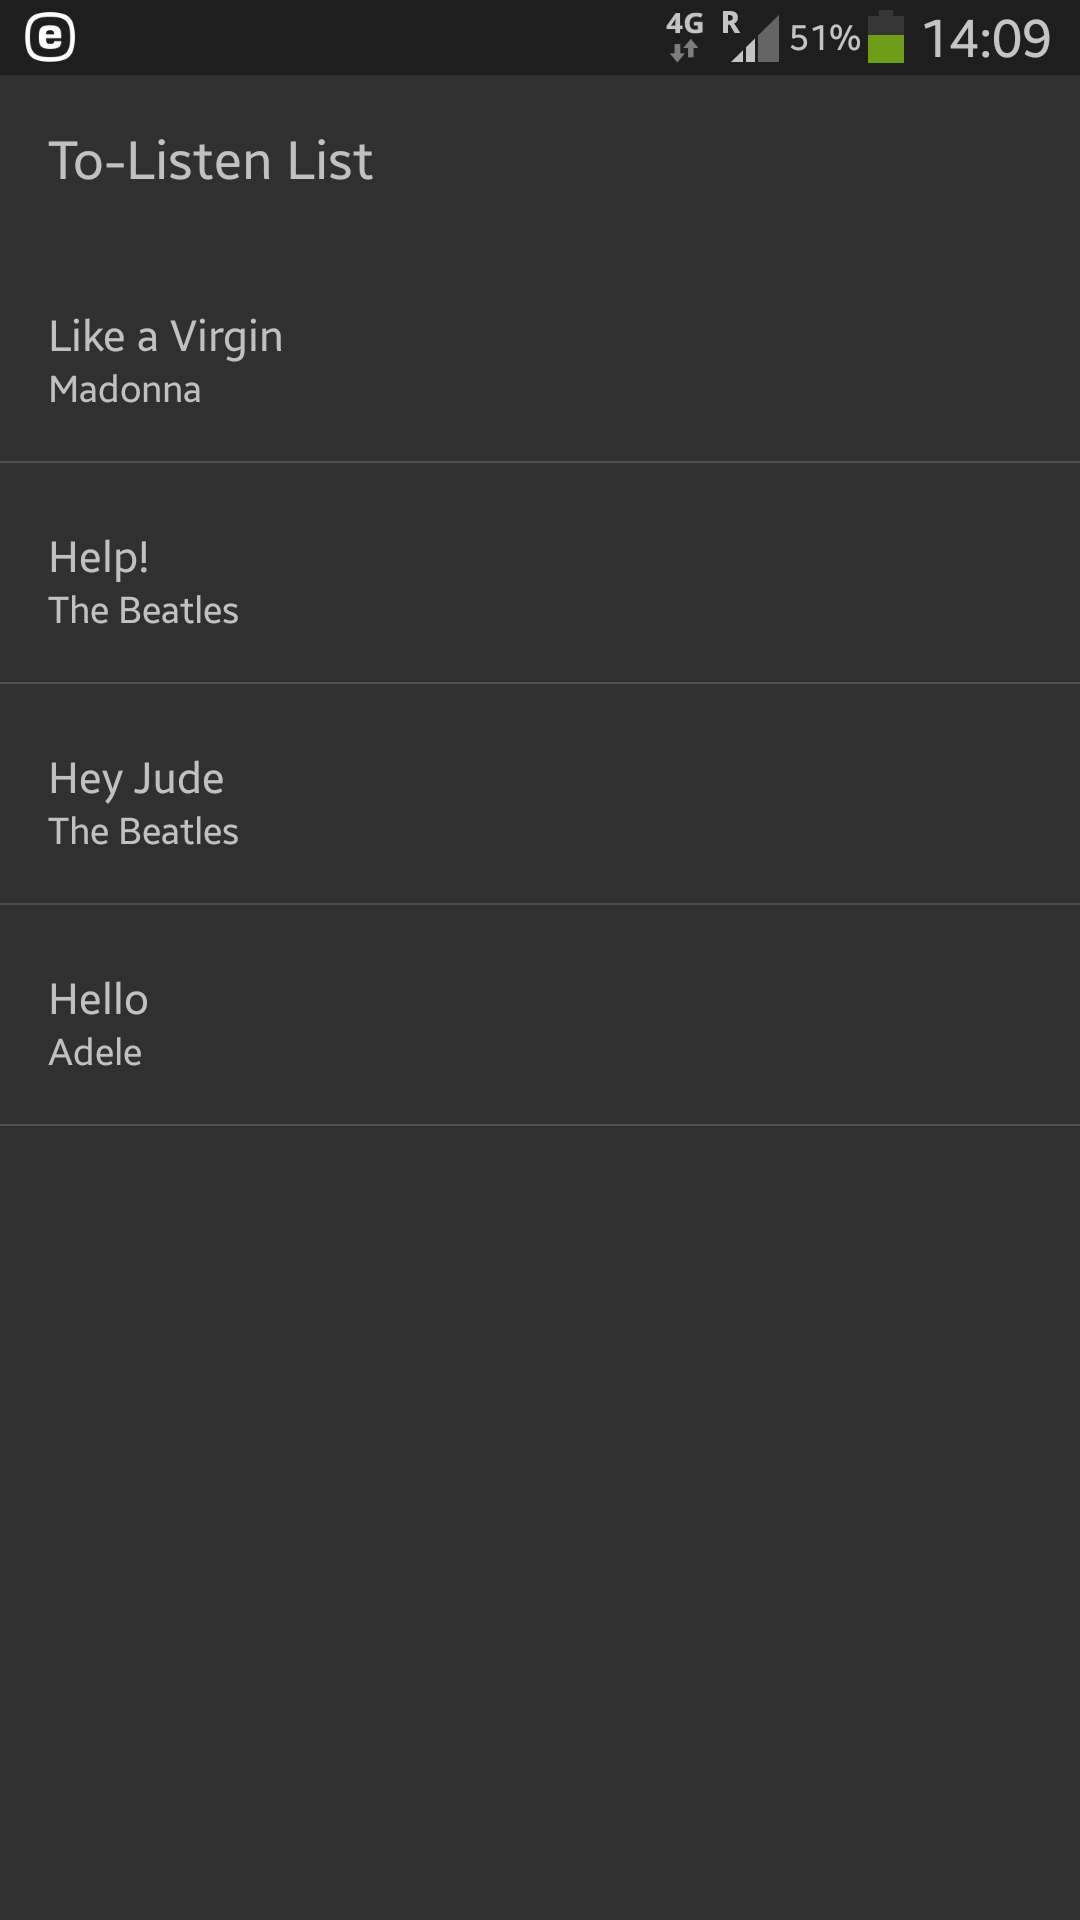 e
4G R 51% 14:09
To-Listen List
Like a Virgin
Madonna
Help!
The Beatles
Hey Jude
The Beatles
Hello
Adele